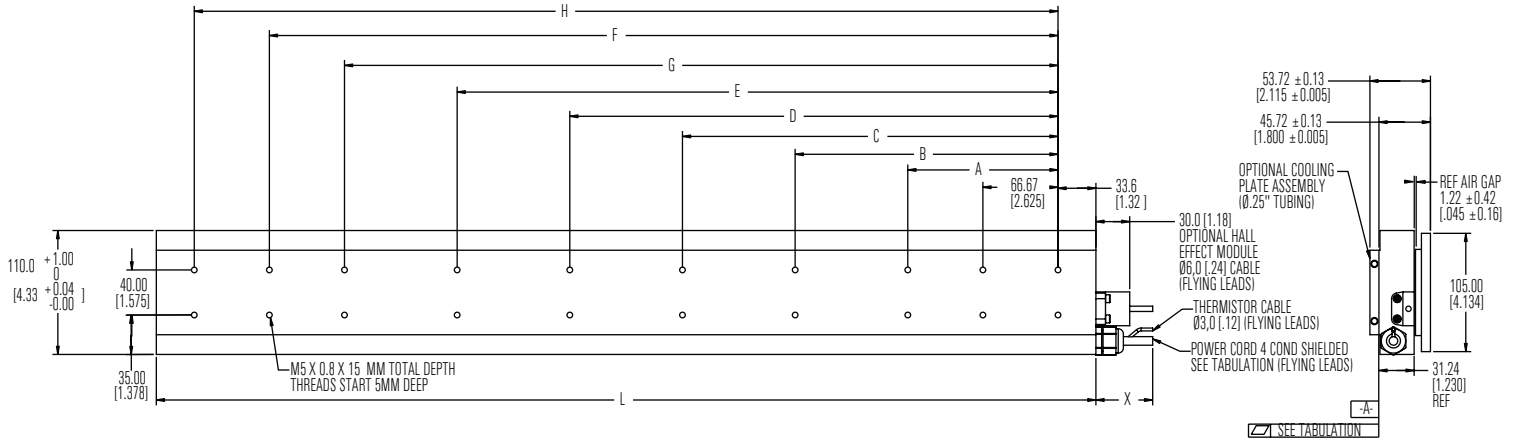 H
F
G
E
D
C
B
A
66.67
[2.625]
33.6
[1.32 ]
30.0 [1.18]
OPTIONAL HALL
EFFECT MODULE
Ø6,0 [.24] CABLE
(FLYING LEADS)
THERMISTOR CABLE
Ø3,0 [.12] (FLYING LEADS)
POWER CORD 4 COND SHIELDED
SEE TABULATION (FLYING LEADS)
110.0 +1.00
0
[4.33 +0.04 ]
-0.00
40.00
[1.575]
35.00
[1.378]
M5 X 0.8 X 15 MM TOTAL DEPTH
THREADS START 5MM DEEP
L
X
53.72 ±0.13
[2.115 ±0.005]
45.72 ±0.13
[1.800 ±0.005]
OPTIONAL COOLING
PLATE ASSEMBLY
(Ø.25" TUBING)
REF AIR GAP
1.22 ±0.42
[.045 ±0.16]
105.00
[4.134]
31.24
[1.230]
REF
-A-
SEE TABULATION